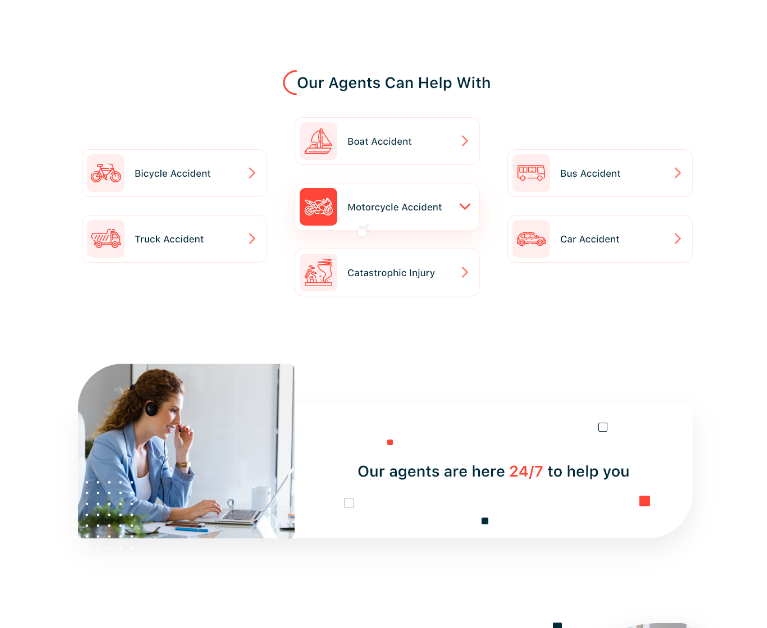 Our Agents Can Help With
Boat Accident
Bicycle Accident
Bus Accident
Motorcycle Accident
Truck Accident
Car Accident
Catastrophic Injury
Our agents are here 24/7 to help you